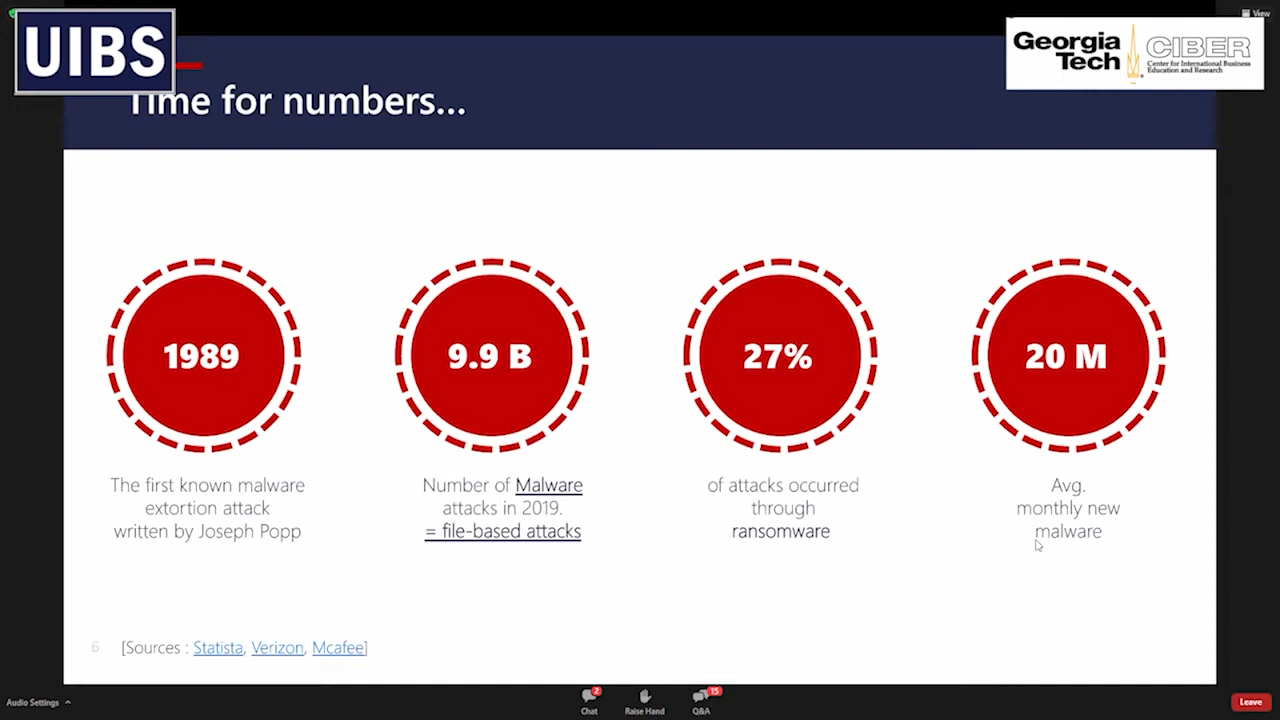 View
UIBS
Georgia
Tech
CIBER
Center for International Business
Education and Research
Time for numbers...
1989
9.9 B
27%
20 M
The first known malware
extortion attack
written by Joseph Popp
Number of Malware
attacks in 2019.
= file-based attacks
of attacks occurred
through
ransomware
Avg.
monthly new
malware
6
[Sources : Statista, Verizon, Mcafee]
Audio Settings
2
Chat
Raise Hand
15
Q&A
Leave